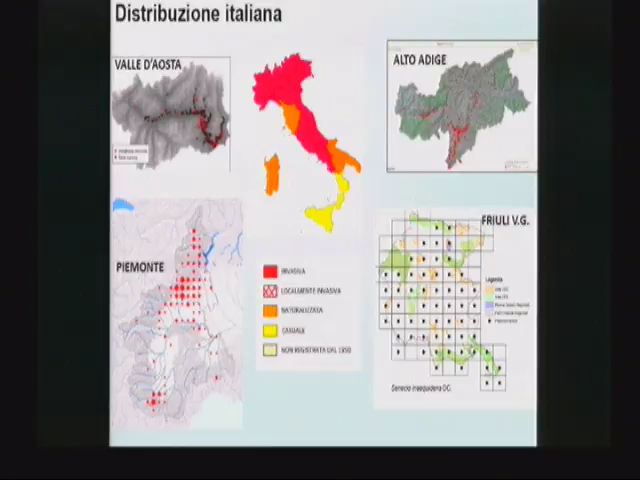 Distribuzione italiana
VALLE D'AOSTA
ALTO ADIGE
PIEMONTE
FRIULI V.G.
INVASIVA
LOCALMENTE INVASIVA
NATURALIZZATA
CASUALE
NON REGISTRATA DAL 1950
Legenda
Senecio inaequidens DC.